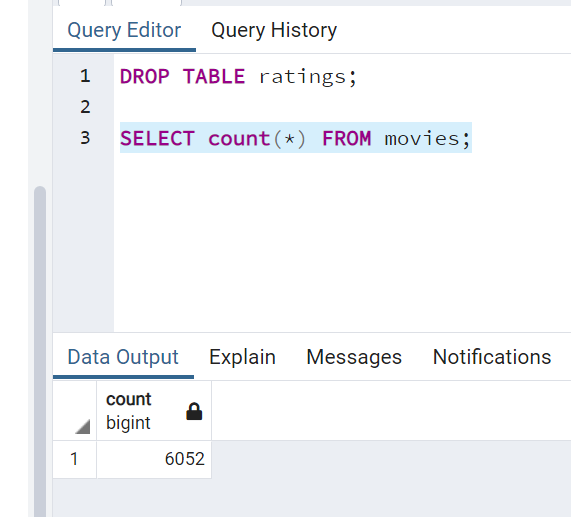 Query Editor Query History
1 DROP TABLE ratings;
2
3 SELECT count(*) FROM movies;
Data Output Explain Messages Notifications
count
bigint
1 6052